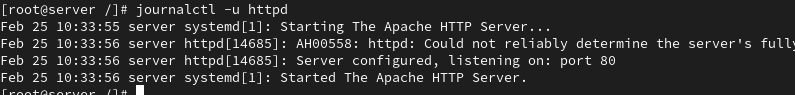 [root@server /]# journalctl -u httpd
Feb 25 10:33:55 server systemd[1]: Starting The Apache HTTP Server...
Feb 25 10:33:56 server httpd[14685]: AH00558: httpd: Could not reliably determine the server's fully
Feb 25 10:33:56 server httpd[14685]: Server configured, listening on: port 80
Feb 25 10:33:56 server systemd[1]: Started The Apache HTTP Server.
[root@server /]#